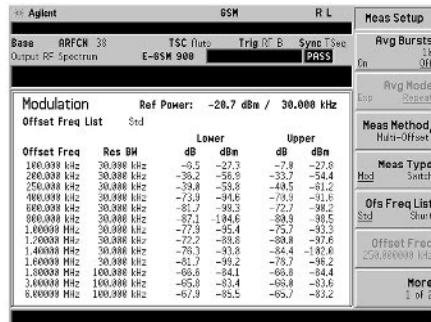 Agilent GSM R L Meas Setup
Base ARFCN 38 TSC Auto Trig RF B Sync TSeq
Output RF Spectrum E-GSM 900 PASS
Avg Bursts
On Off
Avg Mode
Exp Repeat
Meas Method
Multi-Offset
Meas Type
Mod Switch
Ofs Freq List
Std Short
Offset Freq
250.000000 kHz
More
1 of 2
Modulation Ref Power: -20.7 dBm / 30.000 kHz
Offset Freq List Std
Lower Upper
Offset Freq Res BW dB dBm dB dBm
100.000 kHz 30.000 kHz -6.5 -27.3 -7.0 -27.8
200.000 kHz 30.000 kHz -36.2 -56.9 -33.7 -54.4
250.000 kHz 30.000 kHz -39.0 -59.8 -40.5 -61.2
400.000 kHz 30.000 kHz -73.9 -94.6 -70.9 -91.6
600.000 kHz 30.000 kHz -81.7 -99.3 -72.7 -90.2
800.000 kHz 30.000 kHz -87.1 -104.6 -80.9 -98.5
1.00000 MHz 30.000 kHz -77.9 -95.4 -75.7 -93.3
1.20000 MHz 30.000 kHz -72.2 -89.8 -80.0 -97.6
1.40000 MHz 30.000 kHz -76.3 -93.8 -84.4 -102.0
1.60000 MHz 30.000 kHz -81.7 -99.2 -78.7 -96.2
1.80000 MHz 100.000 kHz -66.6 -84.1 -66.8 -84.4
3.00000 MHz 100.000 kHz -65.8 -83.4 -66.0 -83.6
6.00000 MHz 100.000 kHz -67.9 -85.5 -65.7 -83.2